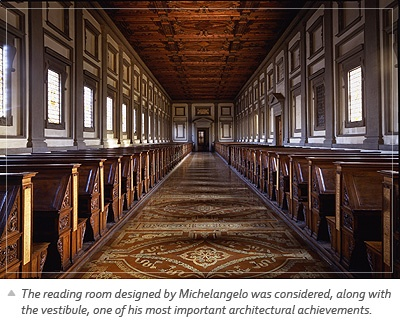 The reading room designed by Michelangelo was considered, along with
the vestibule, one of his most important architectural achievements.